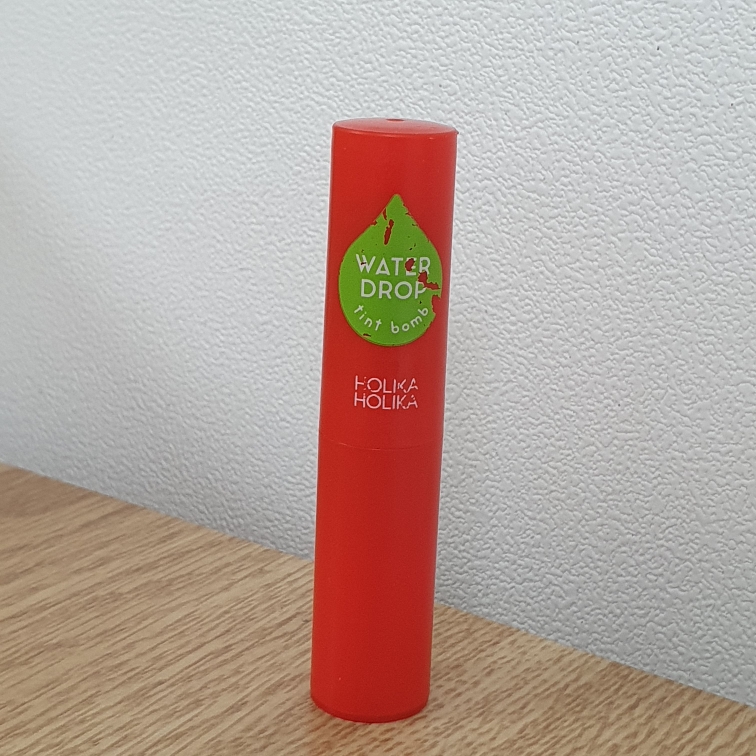 WATER
DROP
tint bomb
HOLIKA
HOLIKA